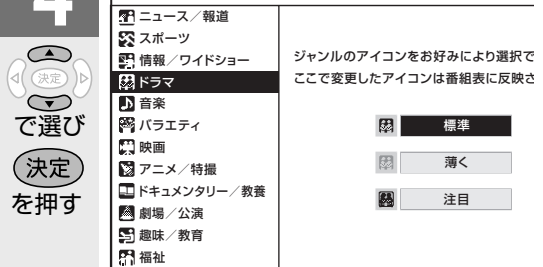 4
決定
で選び
決定
を押す
ニュース／報道
スポーツ
情報／ワイドショー
ドラマ
音楽
バラエティ
映画
アニメ／特撮
ドキュメンタリー／教養
劇場／公演
趣味／教育
福祉
ジャンルのアイコンをお好みにより選択で
ここで変更したアイコンは番組表に反映さ
標準
薄く
注目